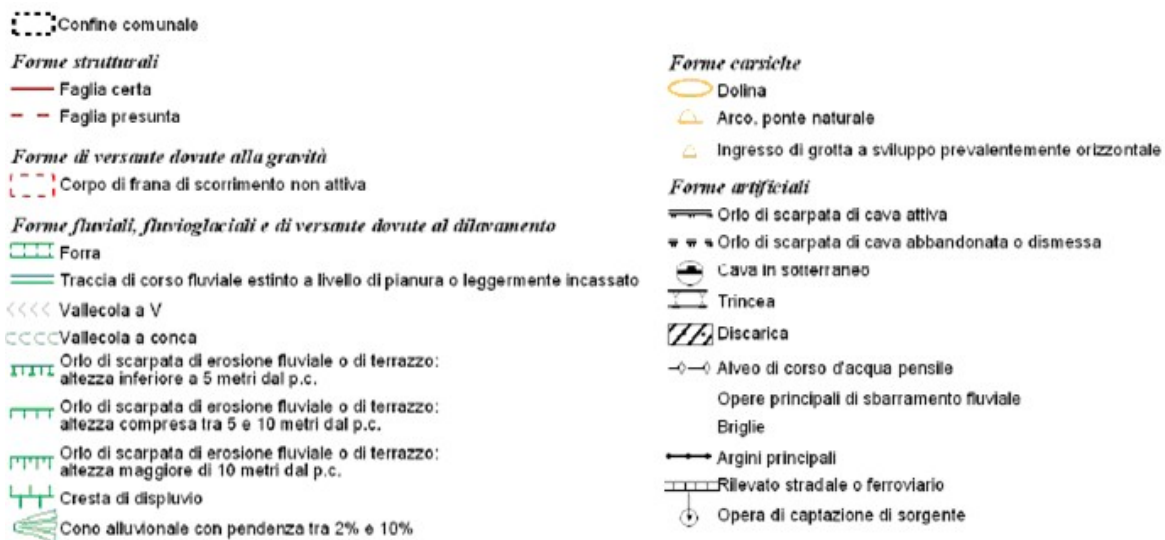 Confine comunale
Forme strutturali
Faglia certa
Faglia presunta
Forme di versante dovute alla gravità
Corpo di frana di scorrimento non attiva
Forme fluviali, fluvioglaciali e di versante dovute al dilavamento
Forra
Traccia di corso fluviale estinto a livello di pianura o leggermente incassato
Vallecola a V
Vallecola a conca
Orlo di scarpata di erosione fluviale o di terrazzo:
altezza inferiore a 5 metri dal p.c.
Orlo di scarpata di erosione fluviale o di terrazzo:
altezza compresa tra 5 e 10 metri dal p.c.
Orlo di scarpata di erosione fluviale o di terrazzo:
altezza maggiore di 10 metri dal p.c.
Cresta di displuvio
Cono alluvionale con pendenza tra 2% e 10%
Forme carsiche
Dolina
Arco, ponte naturale
Ingresso di grotta a sviluppo prevalentemente orizzontale
Forme artificiali
Orlo di scarpata di cava attiva
Orlo di scarpata di cava abbandonata o dismessa
Cava in sotterraneo
Trincea
Discarica
Alveo di corso d'acqua pensile
Opere principali di sbarramento fluviale
Briglie
Argini principali
Rilevato stradale o ferroviario
Opera di captazione di sorgente